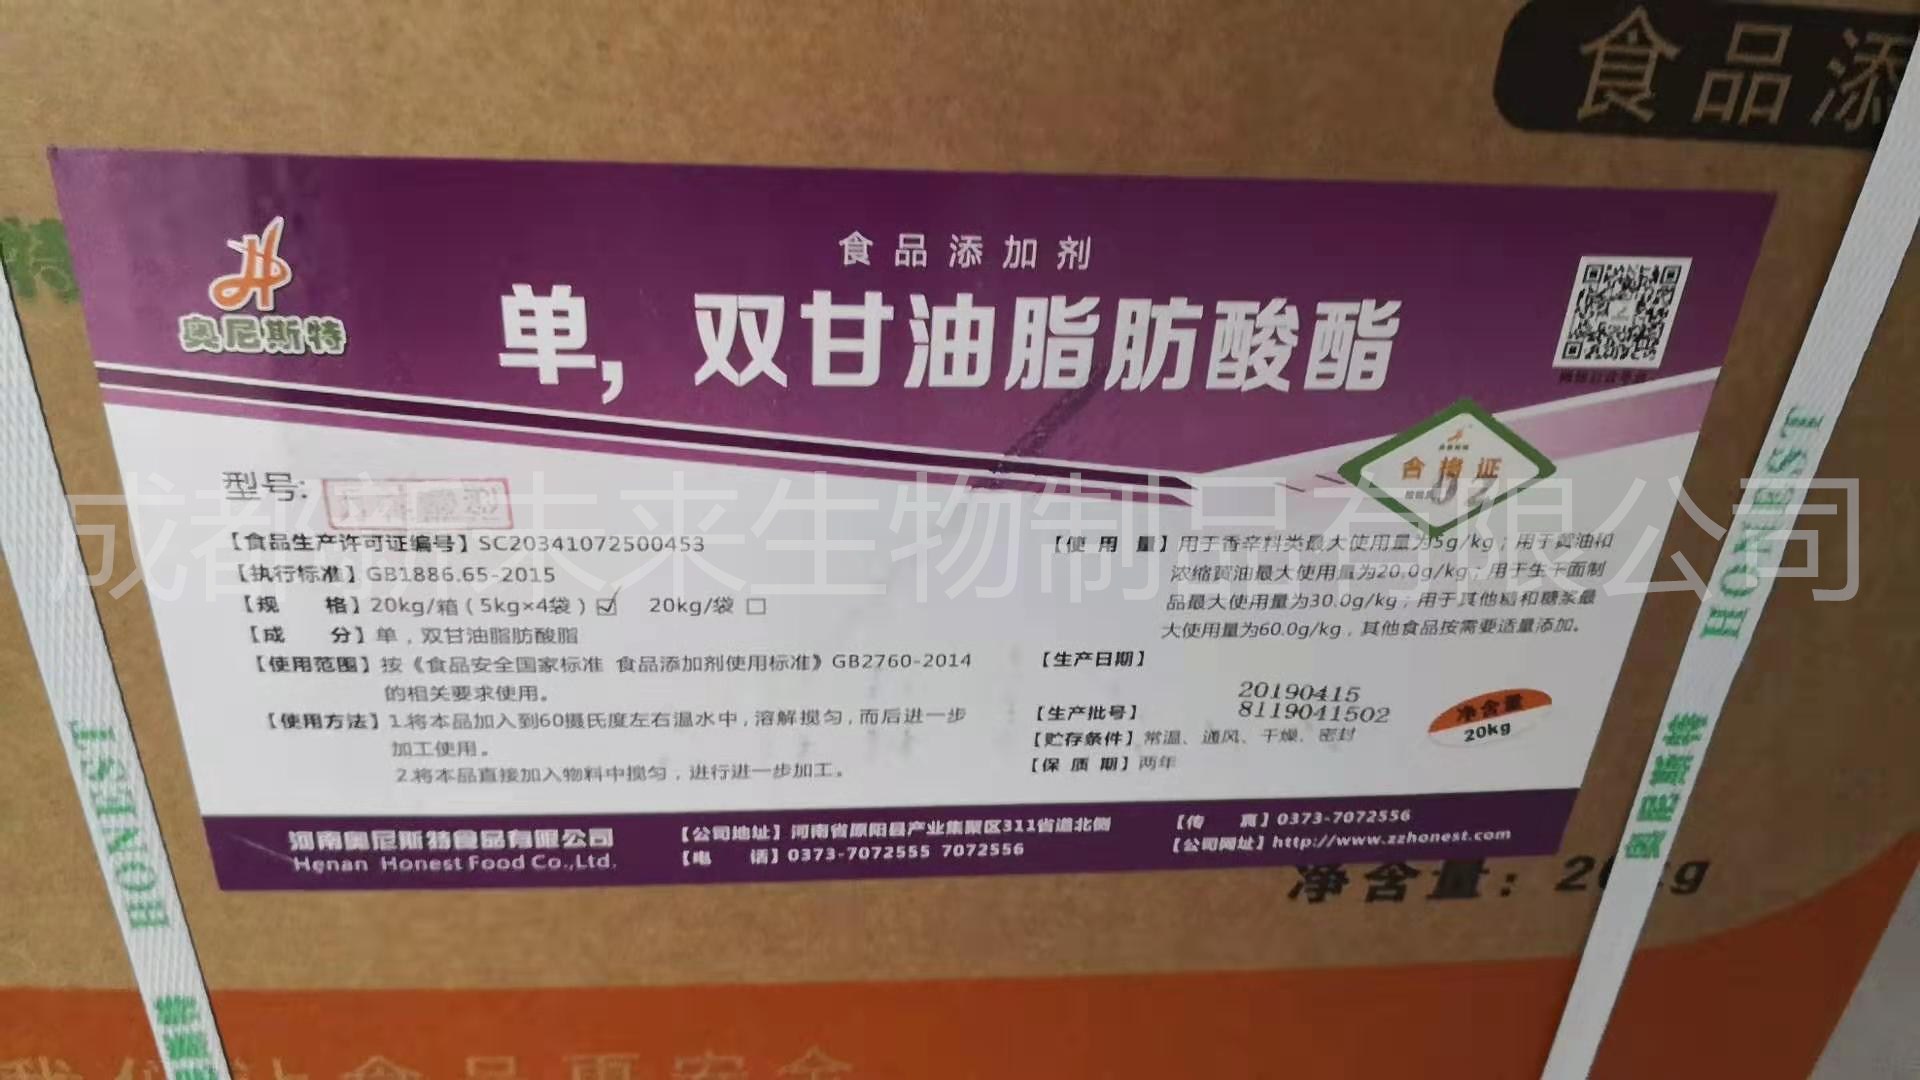 食品添
食品添加剂
奥尼斯特
单，双甘油脂肪酸酯
合格证
型号：
【食品生产许可证编号】SC20341072500453
【执行标准】GB1886.65-2015
【规 格】20kg/箱（5kg×4袋）☑ 20kg/袋□
【成 分】单，双甘油脂肪酸脂
【使用范围】按《食品安全国家标准 食品添加剂使用标准》GB2760-2014
的相关要求使用。
【使用方法】1.将本品加入到60摄氏度左右温水中，溶解搅匀，而后进一步
加工使用。
2.将本品直接加入物料中搅匀，进行进一步加工。
【使用量】用于香辛料类最大使用量为5g/kg；用于黄油和
浓缩黄油最大使用量为20.0g/kg；用于生干面制
品最大使用量为30.0g/kg；用于其他糖和糖浆最
大使用量为60.0g/kg，其他食品按需要适量添加。
【生产日期】
20190415
【生产批号】
8119041502
【贮存条件】常温、通风、干燥、密封
【保质期】两年
净含量
20kg
河南奥尼斯特食品有限公司
Henan Honest Food Co.,Ltd.
【公司地址】河南省原阳县产业集聚区311省道北侧
【电 话】0373-7072555 7072556
【传 真】0373-7072556
【公司网址】http://www.zzhonest.com
净含量：20kg
HONEST
HONEST
奥尼斯特